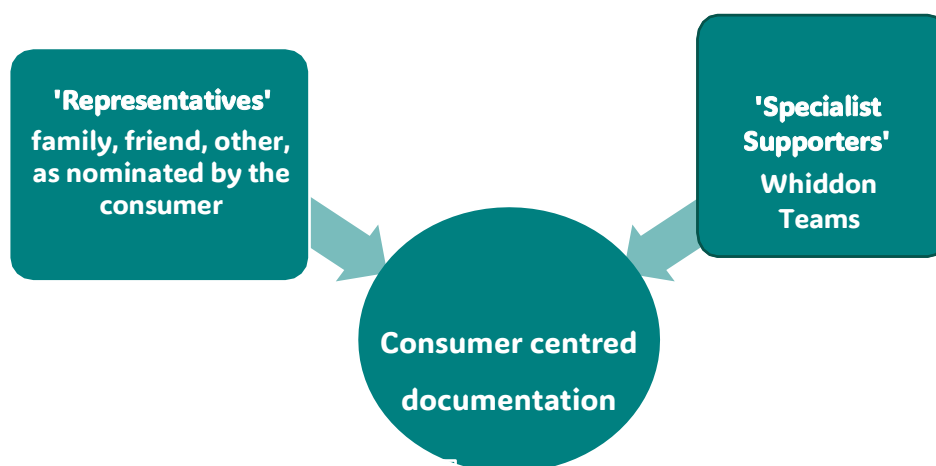 'Representatives'
family, friend, other,
as nominated by the
consumer
'Specialist
Supporters'
Whiddon
Teams
Consumer centred
documentation